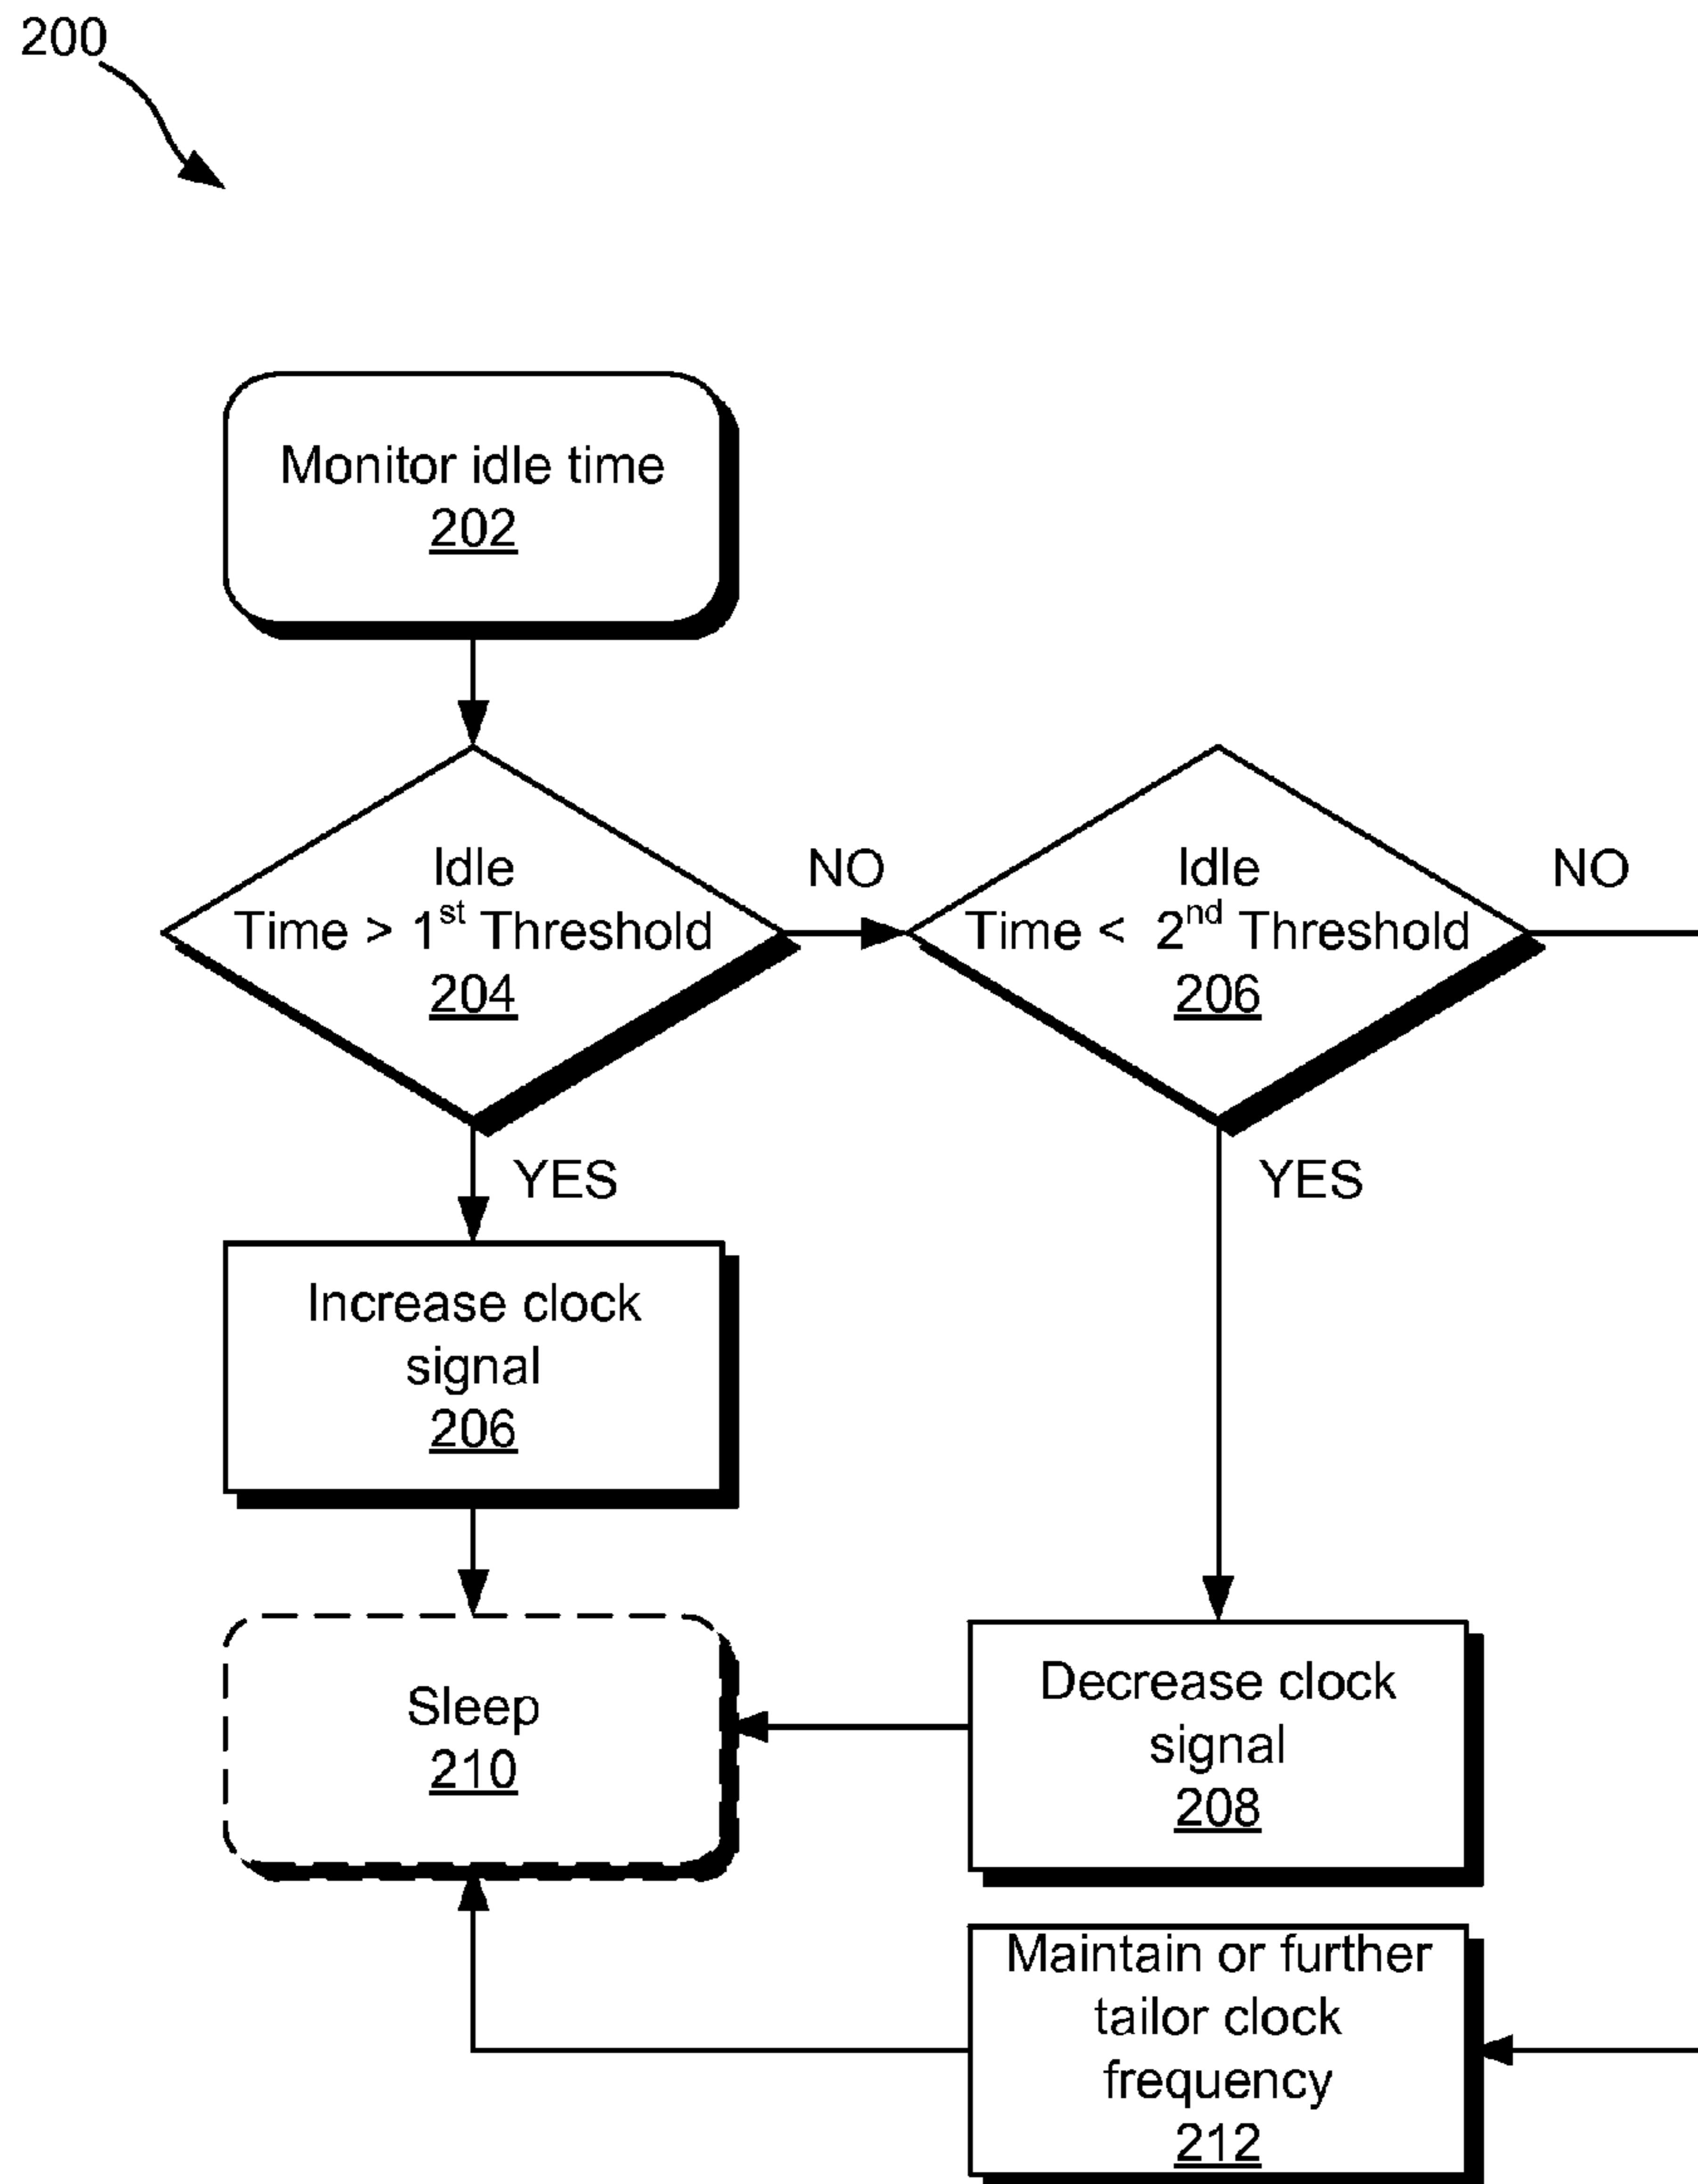 200
Monitor idle time
202
Idle
Time > 1st Threshold
204
NO
Idle
Time < 2nd Threshold
206
NO
YES
YES
Increase clock
signal
206
Sleep
210
Decrease clock
signal
208
Maintain or further
tailor clock
frequency
212